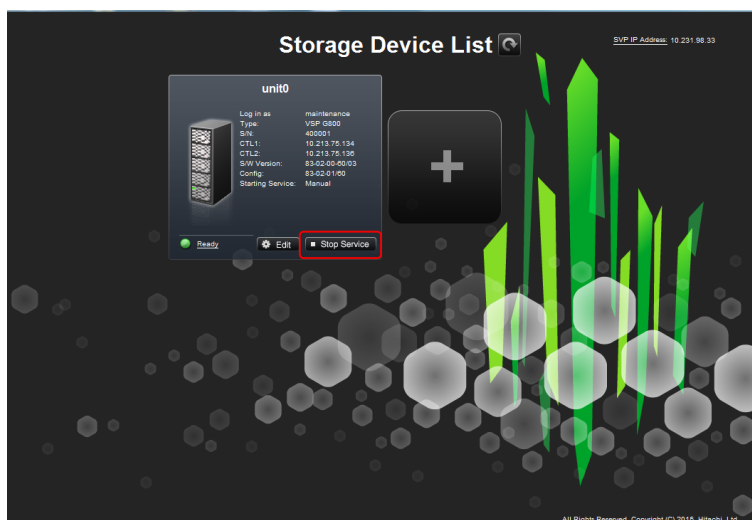 Storage Device List
SVP IP Address: 10.231.98.33
unit0
Log in as maintenance
Type: VSP G800
S/N: 400001
CTL1: 10.213.75.134
CTL2: 10.213.75.136
S/W Version: 83-02-00-60/03
Config: 83-02-01/60
Starting Service: Manual
Ready Edit Stop Service
All Rights Reserved. Copyright (C) 2015, Hitachi, Ltd.